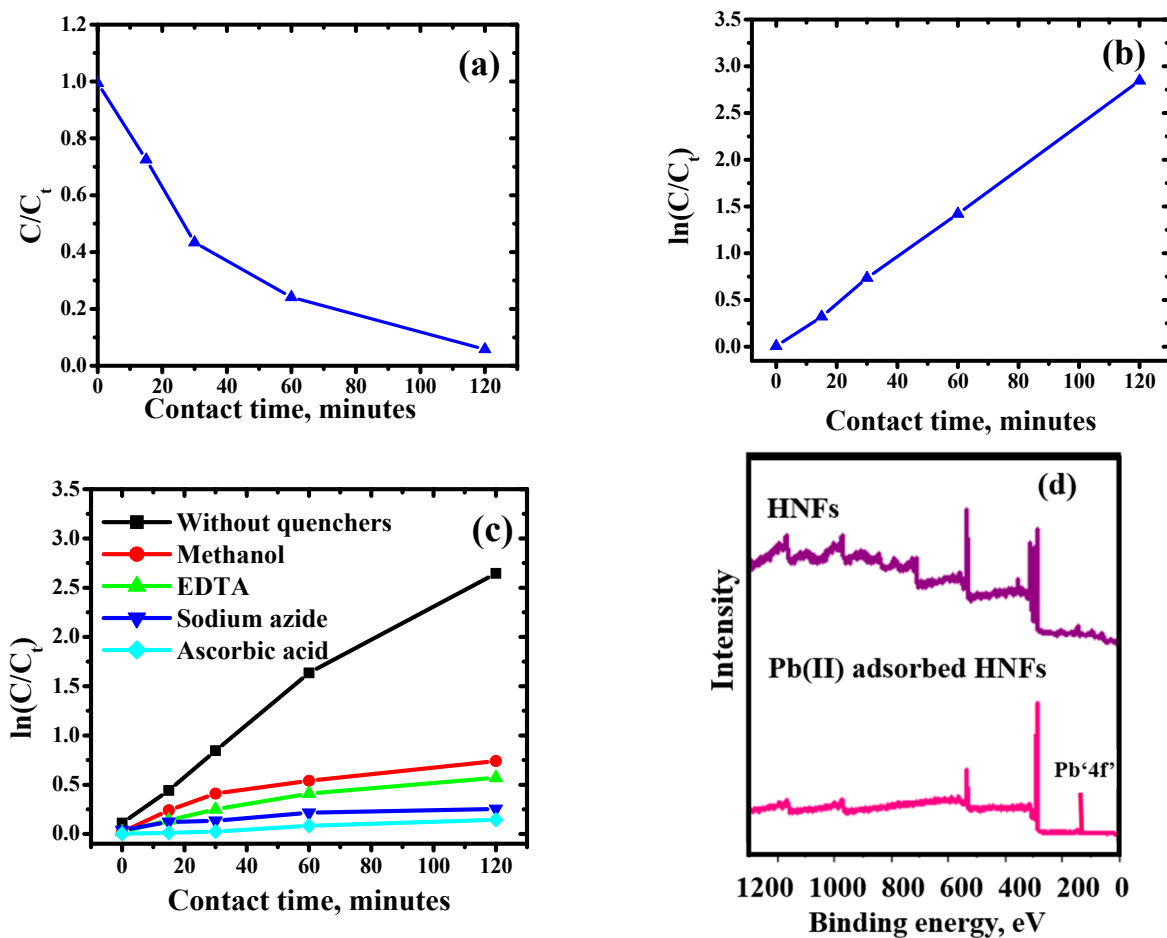 (a)
1.2
1.0
0.8
0.6
0.4
0.2
0.0
C/Ct
0 20 40 60 80 100 120
Contact time, minutes
(b)
3.5
3.0
2.5
2.0
1.5
1.0
0.5
0.0
ln(C/Ct)
0 20 40 60 80 100 120
Contact time, minutes
(c)
3.5
3.0
2.5
2.0
1.5
1.0
0.5
0.0
ln(C/Ct)
Without quenchers
Methanol
EDTA
Sodium azide
Ascorbic acid
0 20 40 60 80 100 120
Contact time, minutes
(d)
HNFs
Intensity
Pb(II) adsorbed HNFs
Pb‘4f’
1200 1000 800 600 400 200 0
Binding energy, eV